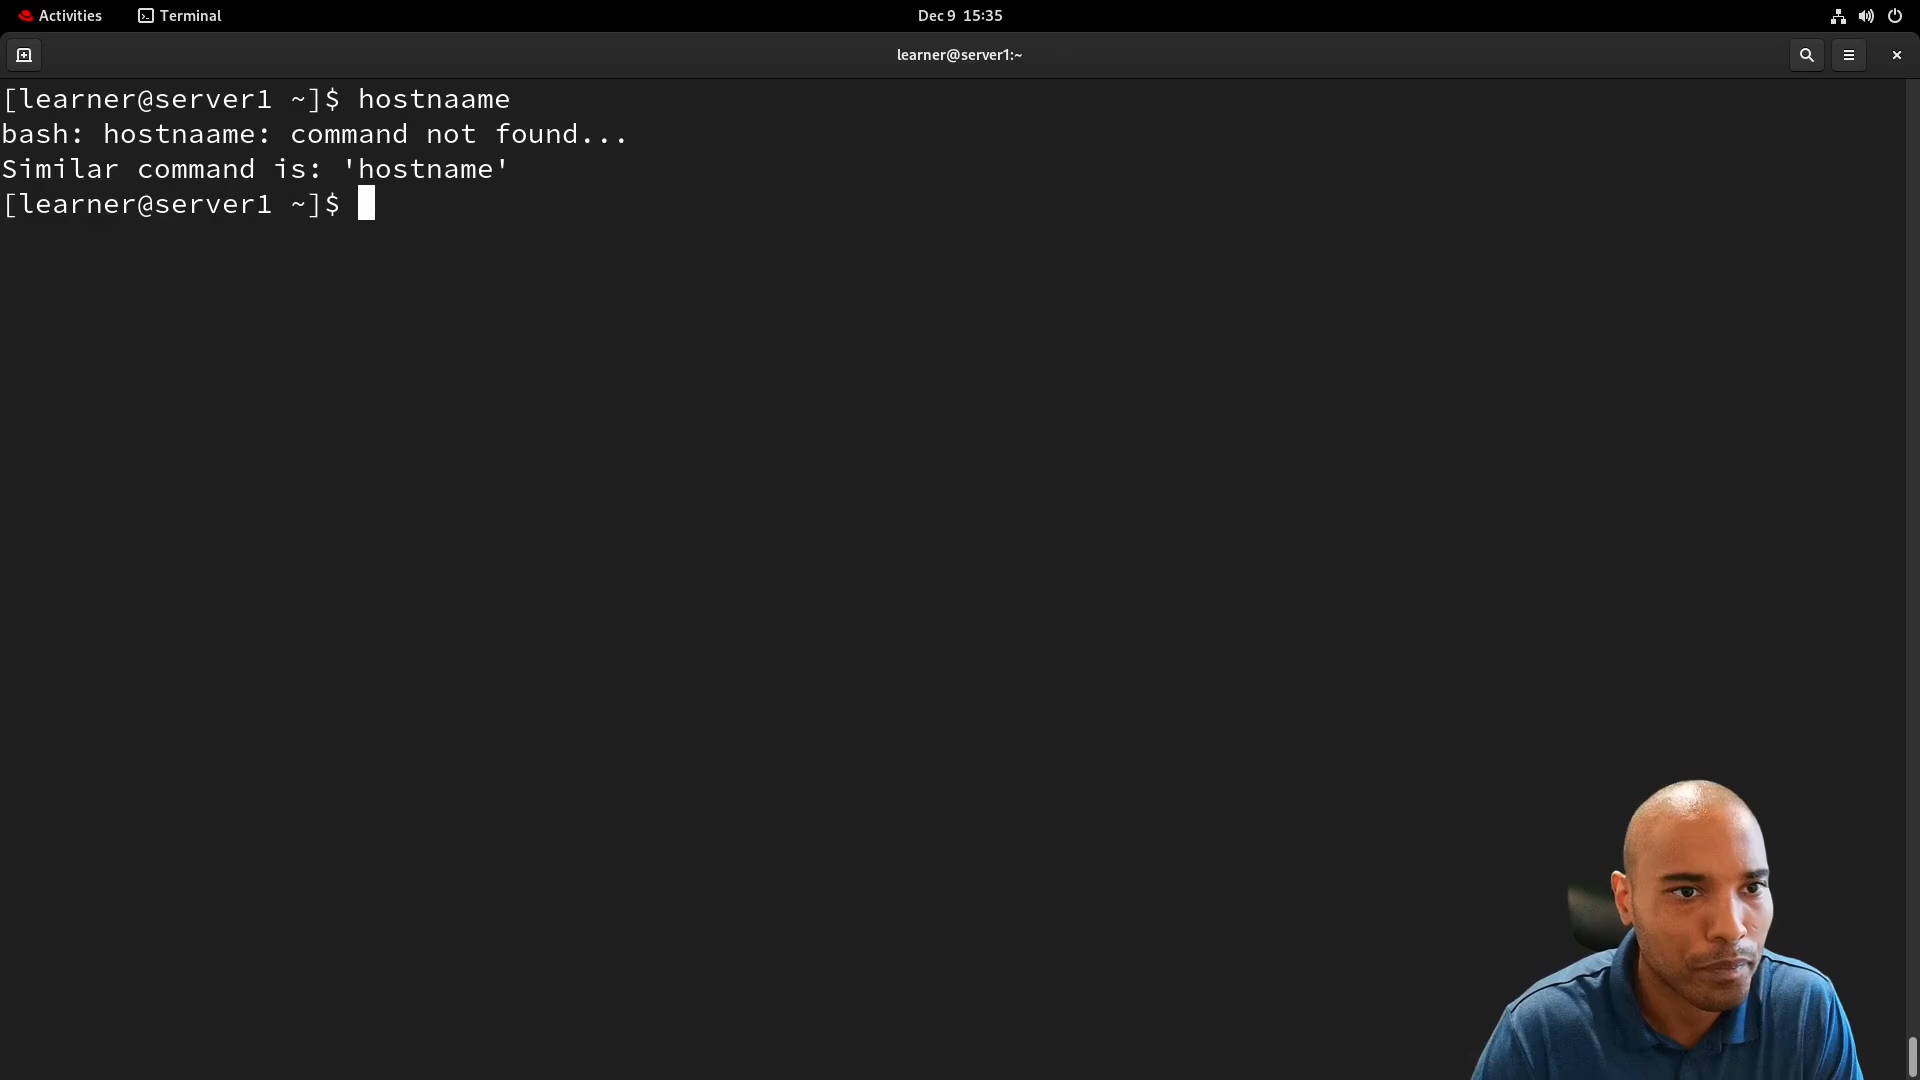 Activities
Terminal
Dec 9 15:35
learner@server1:~
[learner@server1 ~]$ hostnaame
bash: hostnaame: command not found...
Similar command is: 'hostname'
[learner@server1 ~]$